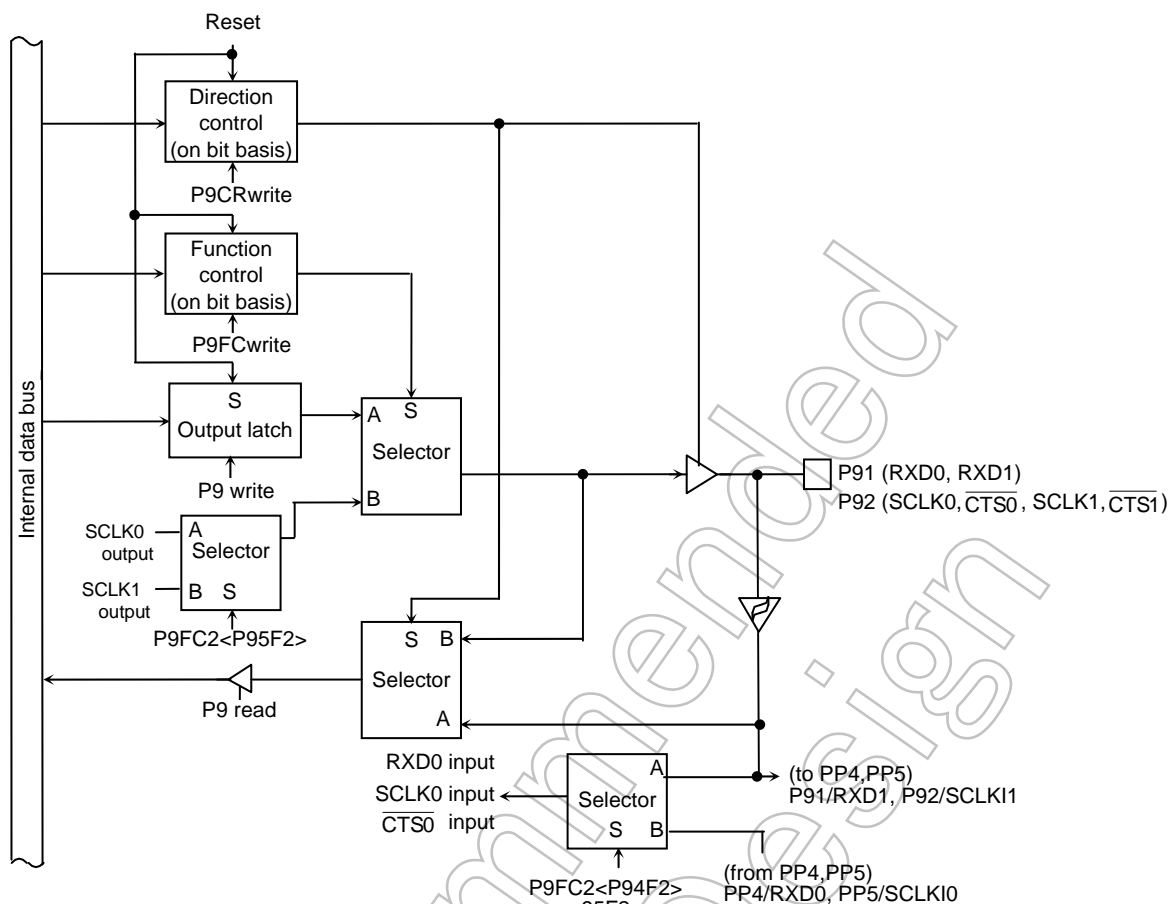 Reset
Internal data bus
Direction
control
(on bit basis)
P9CRwrite
Function
control
(on bit basis)
P9FCwrite
S
Output latch
P9 write
A S
Selector
B
SCLK0
output
SCLK1
output
A
Selector
B S
P9FC2<P95F2>
P91 (RXD0, RXD1)
P92 (SCLK0, CTS0, SCLK1, CTS1)
S B
Selector
A
P9 read
RXD0 input
SCLK0 input
CTS0 input
A
Selector
S B
(to PP4,PP5)
P91/RXD1, P92/SCLKI1
(from PP4,PP5)
PP4/RXD0, PP5/SCLKI0
P9FC2<P94F2>